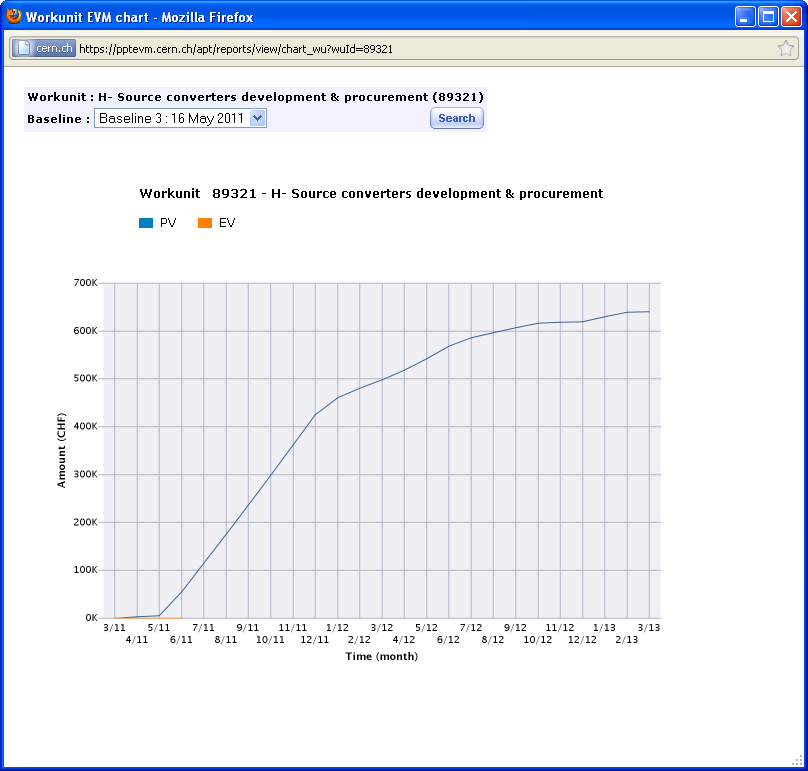 Workunit EVM chart - Mozilla Firefox
cern.ch https://pptevm.cern.ch/apt/reports/view/chart_wu?wuId=89321
Workunit : H- Source converters development & procurement (89321)
Baseline : Baseline 3 : 16 May 2011 Search
Workunit 89321 - H- Source converters development & procurement
PV EV
700K
600K
500K
400K
300K
200K
100K
0K
Amount (CHF)
3/11 5/11 7/11 9/11 11/11 1/12 3/12 5/12 7/12 9/12 11/12 1/13 3/13
4/11 6/11 8/11 10/11 12/11 2/12 4/12 6/12 8/12 10/12 12/12 2/13
Time (month)